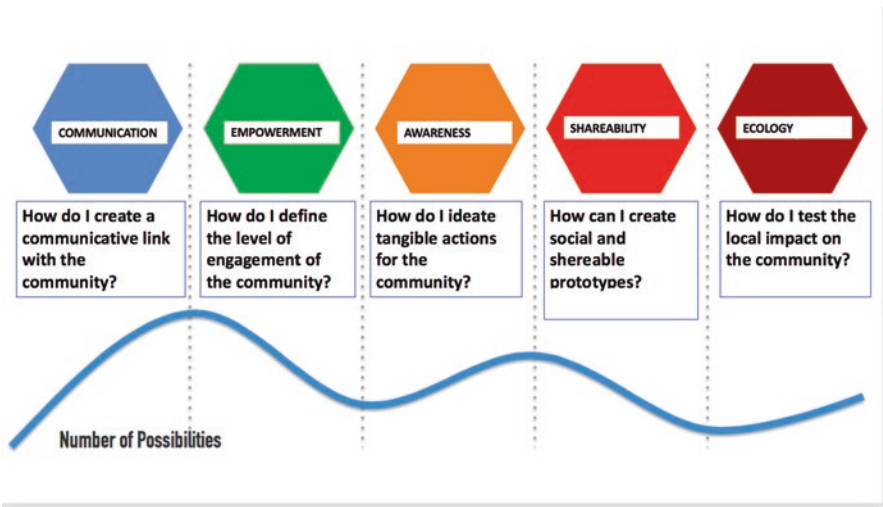 COMMUNICATION
EMPOWERMENT
AWARENESS
SHAREABILITY
ECOLOGY
How do I create a
communicative link
with the
community?
How do I define
the level of
engagement of
the community?
How do I ideate
tangible actions
for the
community?
How can I create
social and
shereable
prototypes?
How do I test the
local impact on
the community?
Number of Possibilities